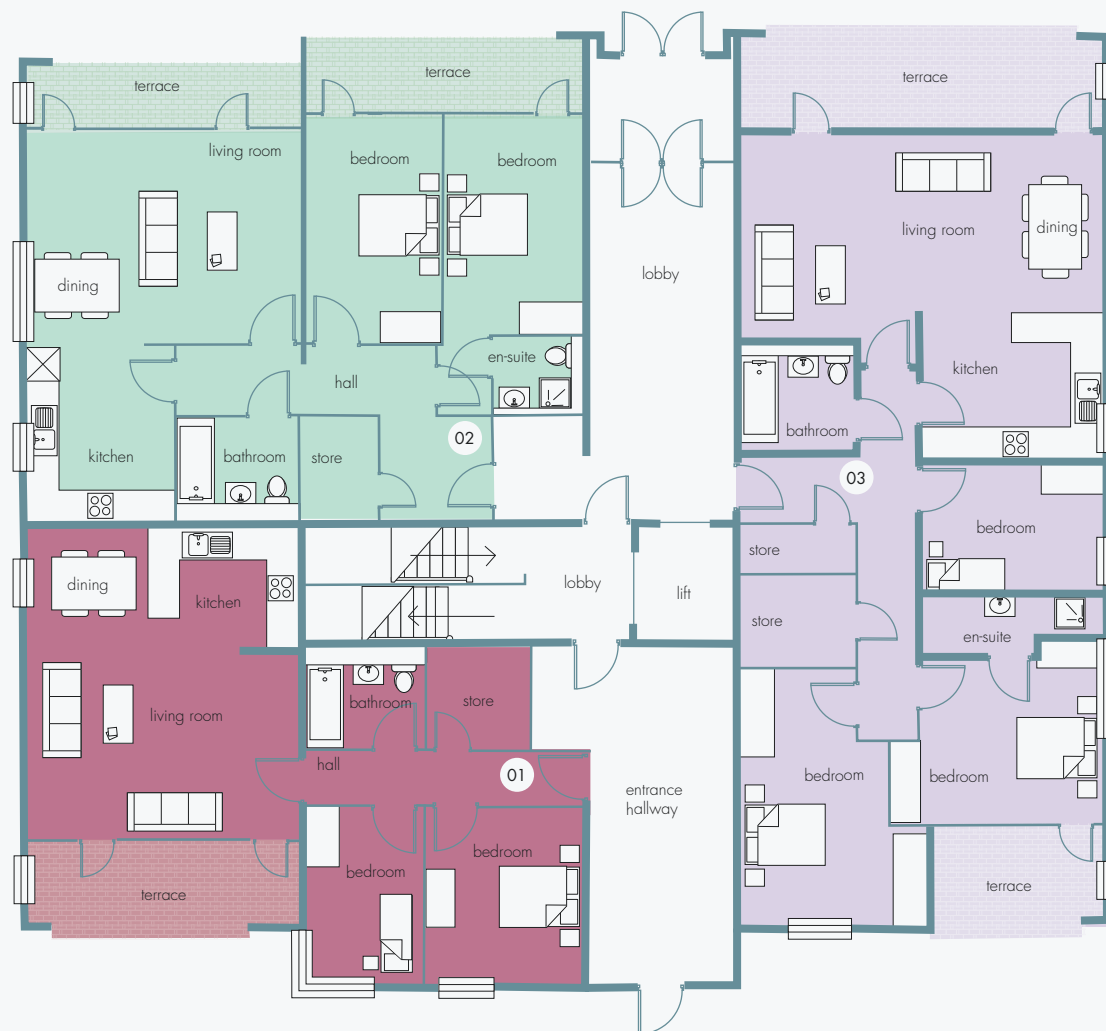 terrace
terrace
terrace
living room
bedroom
bedroom
living room
dining
lobby
dining
en-suite
hall
kitchen
bathroom
02
kitchen
bathroom
store
03
bedroom
store
dining
kitchen
lobby
lift
store
en-suite
bathroom
store
living room
hall
01
bedroom
bedroom
entrance
hallway
bedroom
bedroom
terrace
terrace